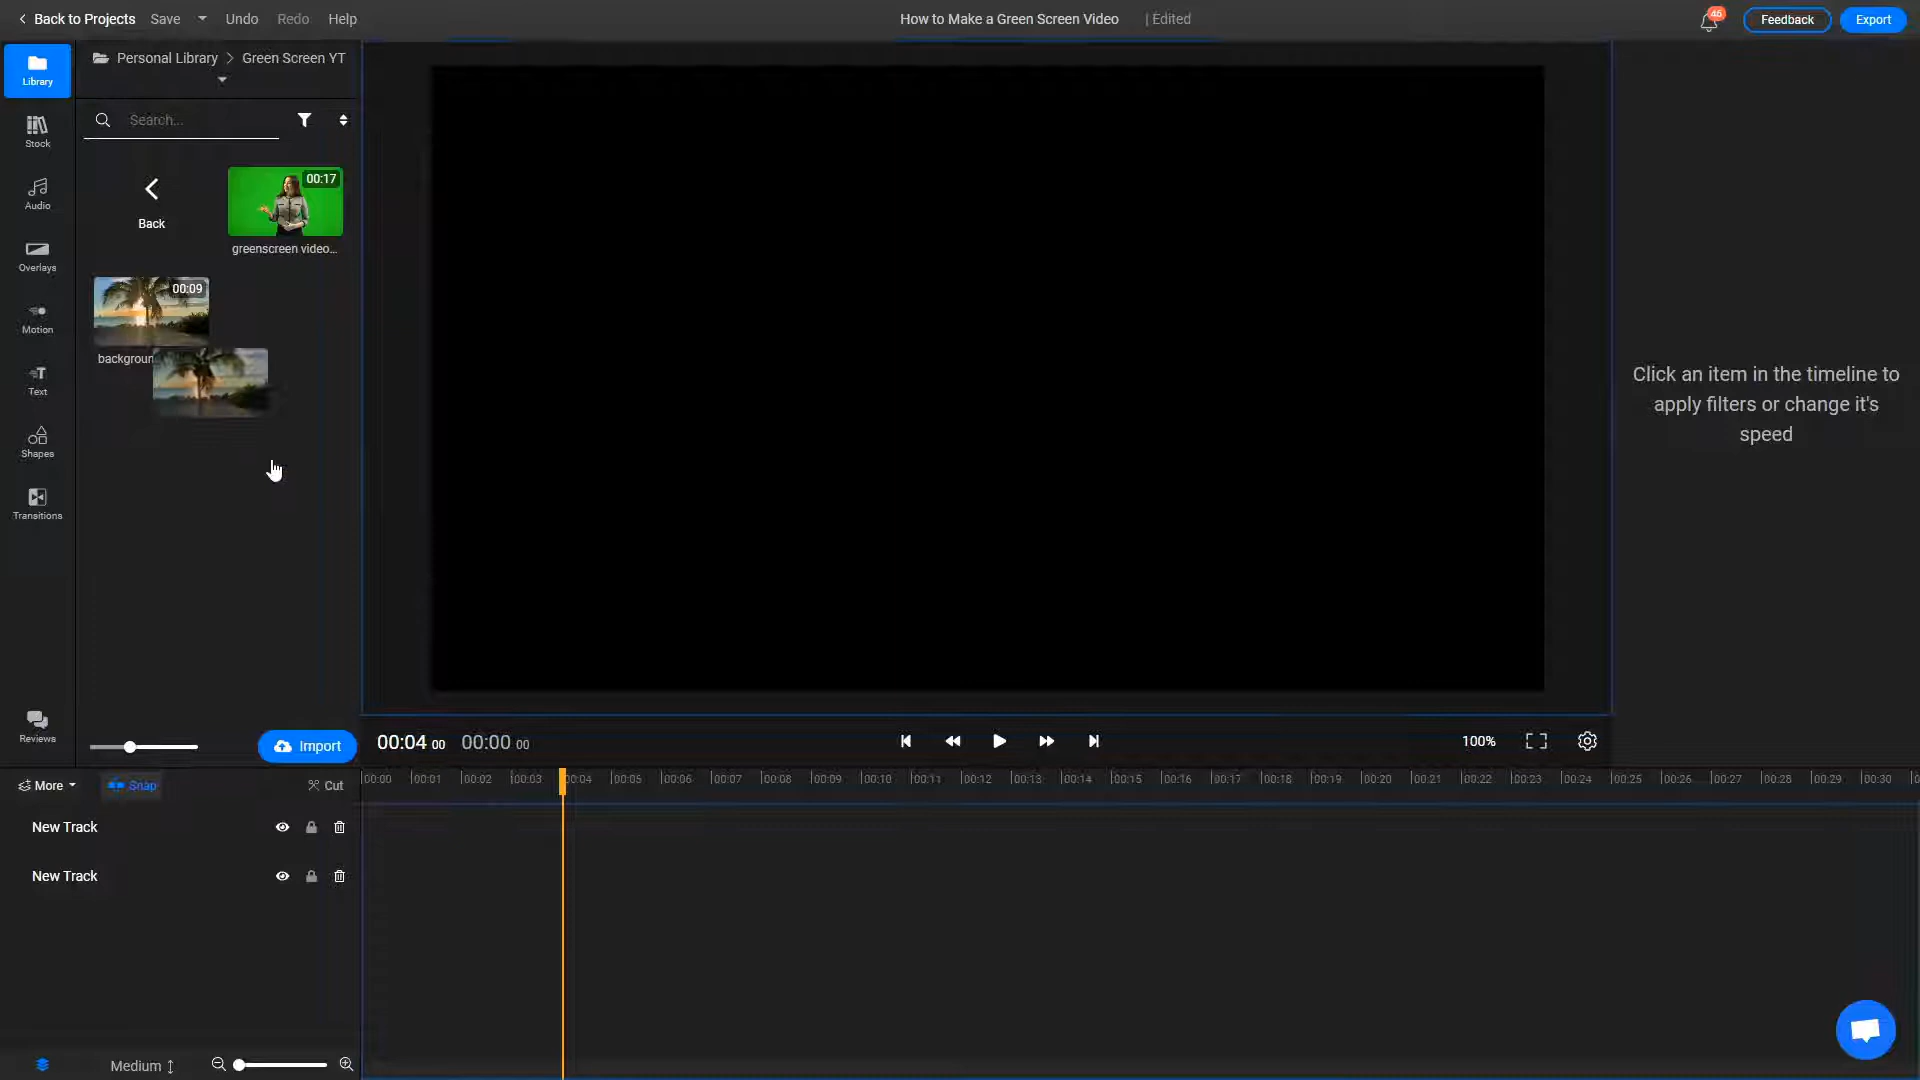 Back to Projects Save Undo Redo Help How to Make a Green Screen Video | Edited 46 Feedback Export
Library
Personal Library > Green Screen YT
Search...
Stock
Audio
Overlays
Motion
Text
Shapes
Transitions
Reviews
Back
00:17
greenscreen video...
00:09
backgroun
Click an item in the timeline to
apply filters or change it's
speed
Import
00:04 00 00:00 00
100%
More Snap Cut
00:00 00:01 00:02 00:03 00:04 00:05 00:06 00:07 00:08 00:09 00:10 00:11 00:12 00:13 00:14 00:15 00:16 00:17 00:18 00:19 00:20 00:21 00:22 00:23 00:24 00:25 00:26 00:27 00:28 00:29 00:30
New Track
New Track
Medium